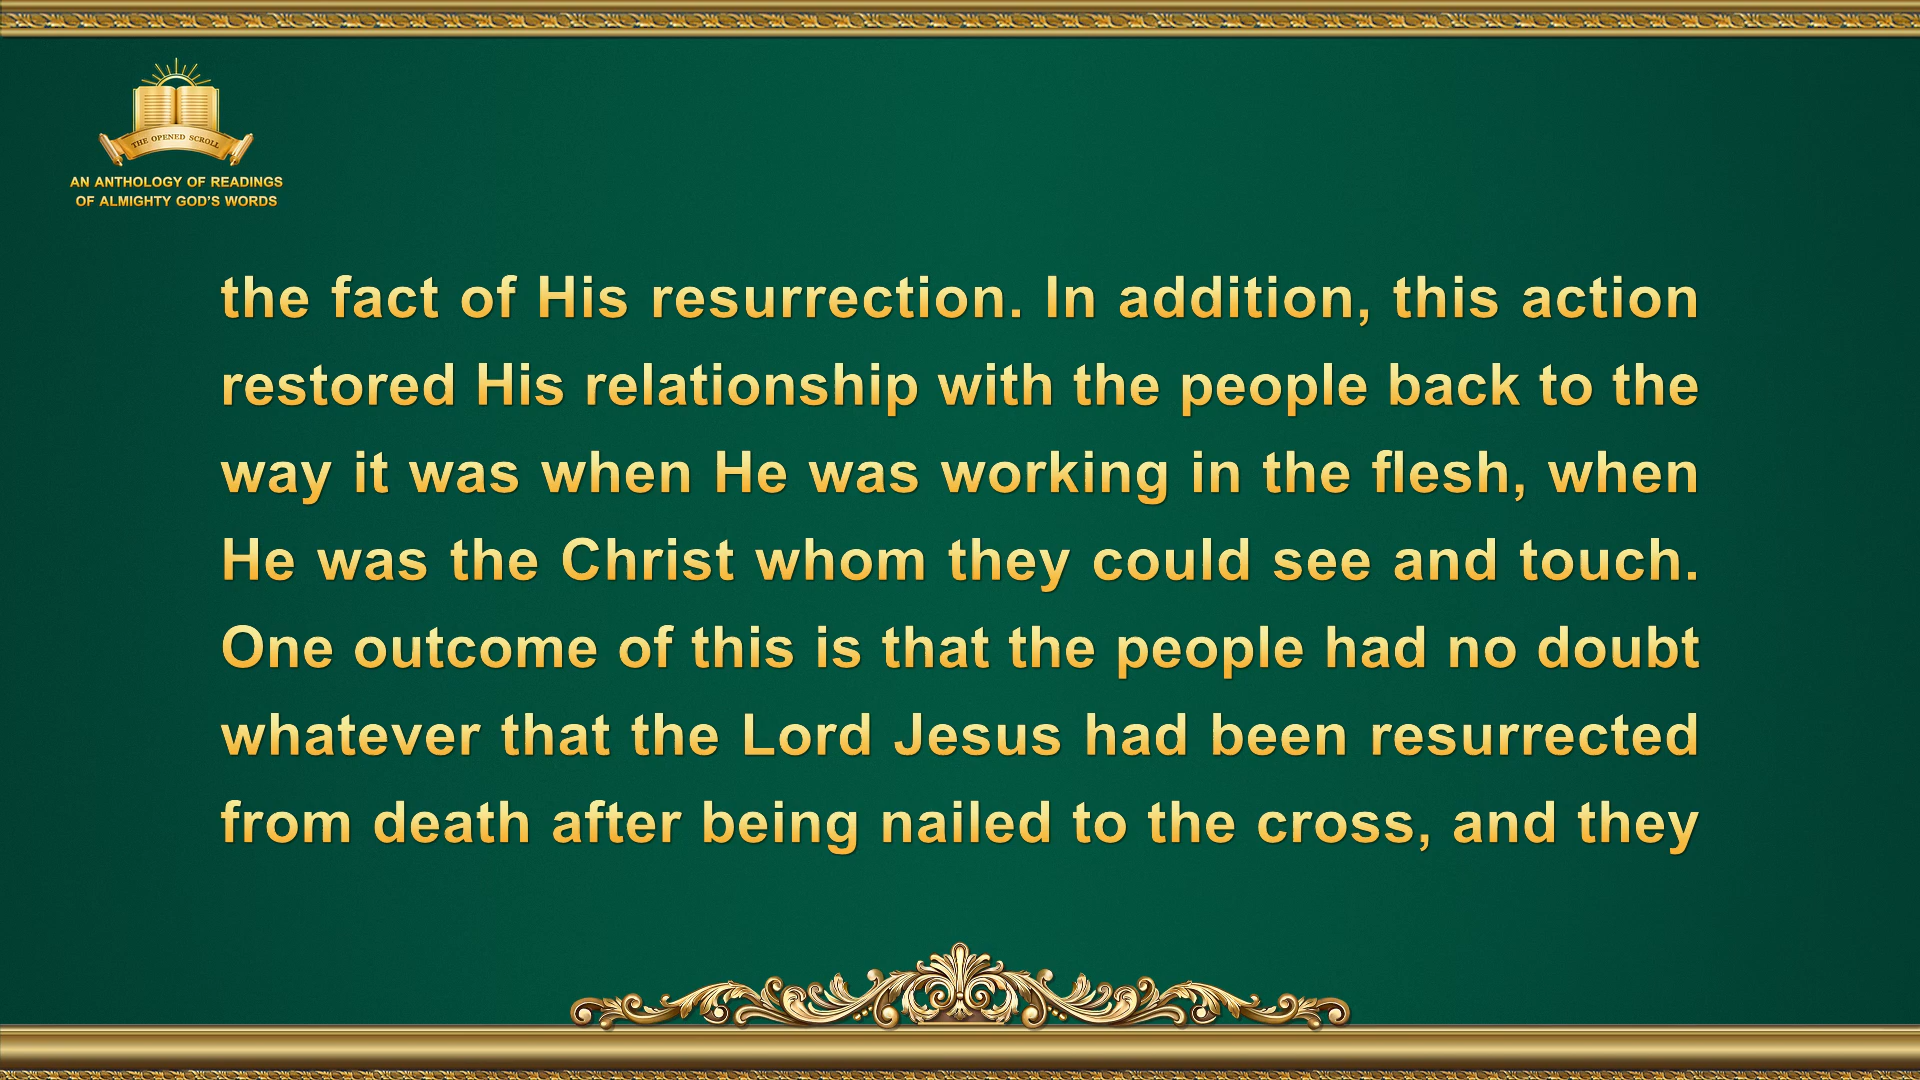 THE OPENED SCROLL
AN ANTHOLOGY OF READINGS
OF ALMIGHTY GOD'S WORDS
the fact of His resurrection. In addition, this action
restored His relationship with the people back to the
way it was when He was working in the flesh, when
He was the Christ whom they could see and touch.
One outcome of this is that the people had no doubt
whatever that the Lord Jesus had been resurrected
from death after being nailed to the cross, and they